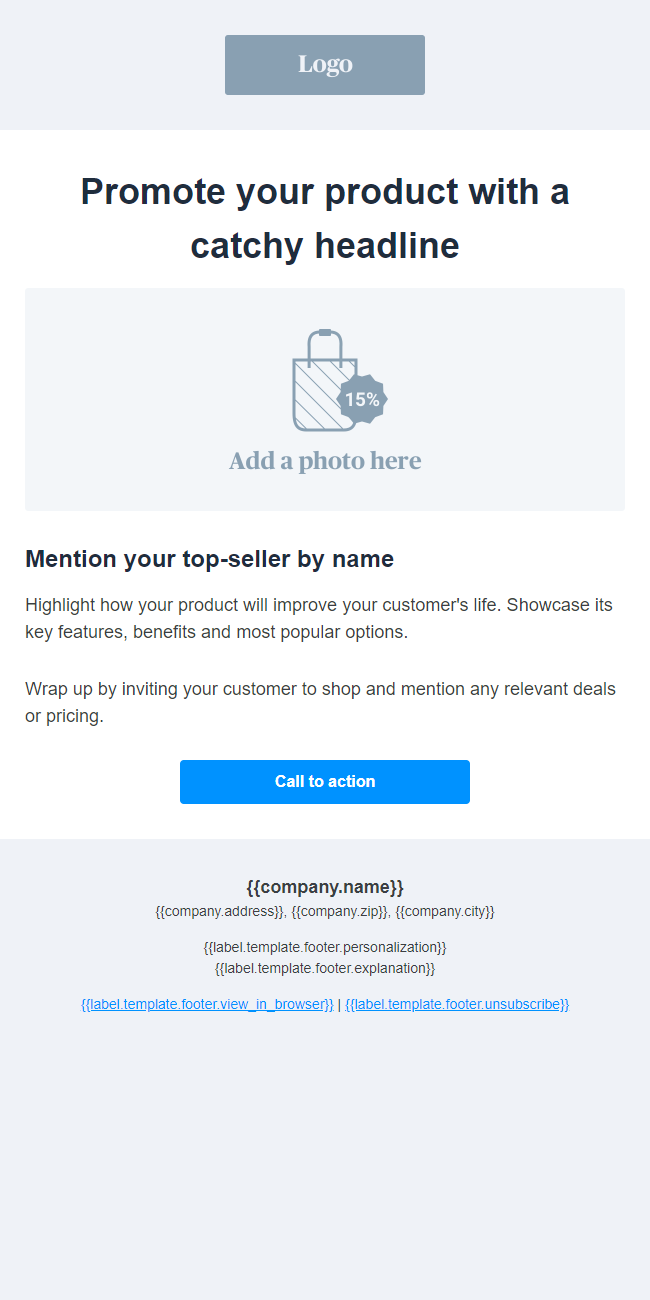 Logo
Promote your product with a
catchy headline
15%
Add a photo here
Mention your top-seller by name
Highlight how your product will improve your customer's life. Showcase its
key features, benefits and most popular options.
Wrap up by inviting your customer to shop and mention any relevant deals
or pricing.
Call to action
{{company.name}}
{{company.address}}, {{company.zip}}, {{company.city}}
{{label.template.footer.personalization}}
{{label.template.footer.explanation}}
{{label.template.footer.view_in_browser}} | {{label.template.footer.unsubscribe}}